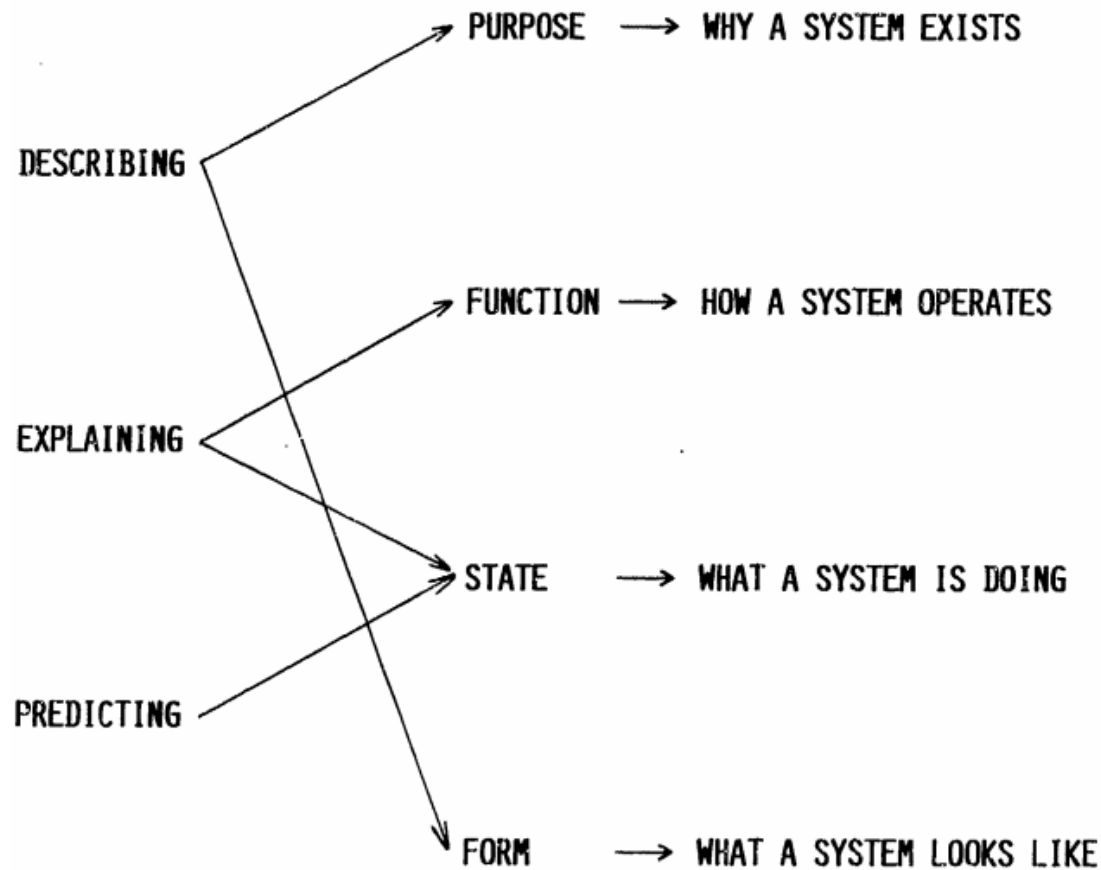 PURPOSE → WHY A SYSTEM EXISTS
DESCRIBING
FUNCTION → HOW A SYSTEM OPERATES
EXPLAINING
STATE → WHAT A SYSTEM IS DOING
PREDICTING
FORM → WHAT A SYSTEM LOOKS LIKE